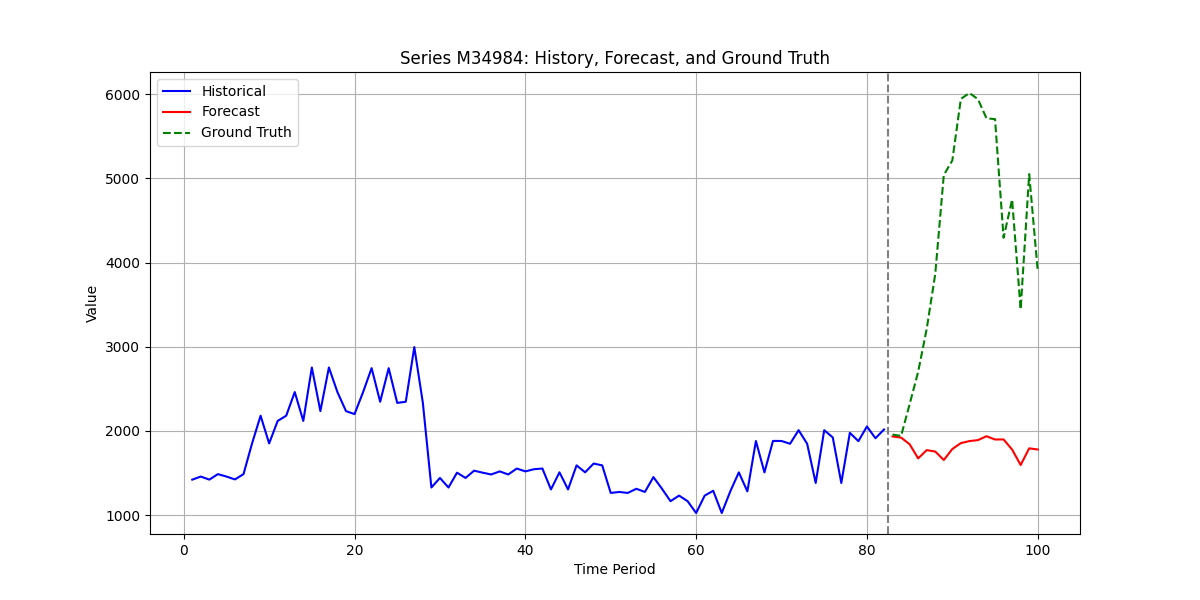 Series M34984: History, Forecast, and Ground Truth
Historical
Forecast
Ground Truth
6000
5000
4000
3000
2000
1000
Value
0 20 40 60 80 100
Time Period